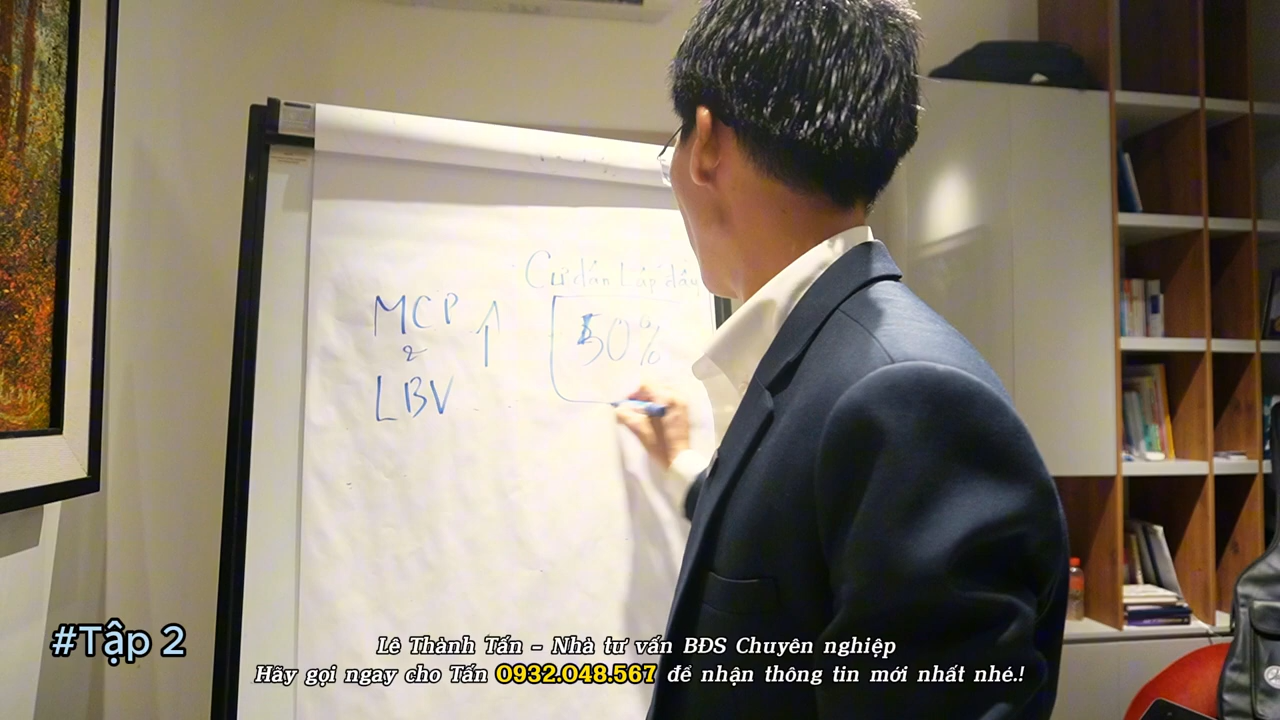 Cư dân Lấp đầy
MCP
&
LBV
50%
#Tập 2
Lê Thành Tấn - Nhà tư vấn BĐS Chuyên nghiệp
Hãy gọi ngay cho Tấn 0932.048.567 để nhận thông tin mới nhất nhé.!